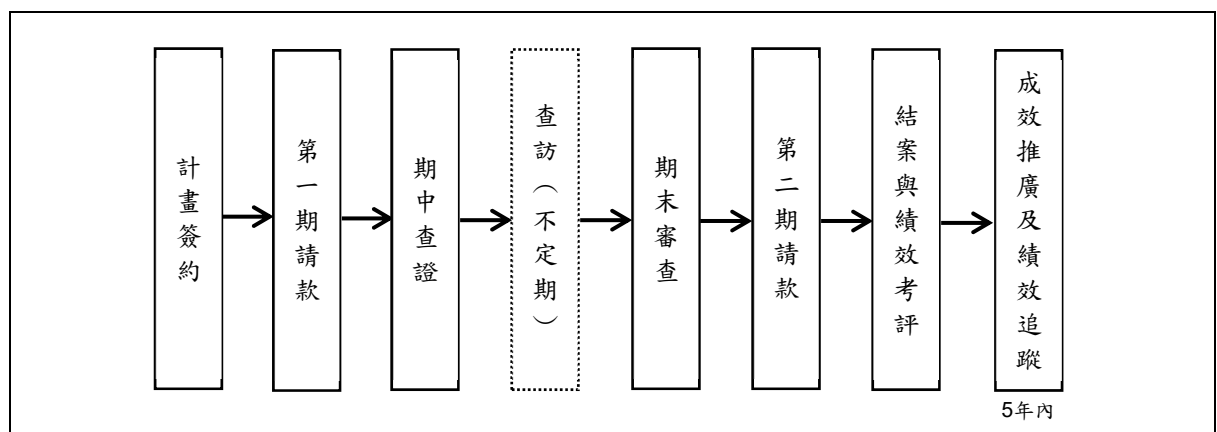 計畫簽約
第一期請款
期中查證
查訪（不定期）
期末審查
第二期請款
結案與績效考評
成效推廣及績效追蹤
5年內